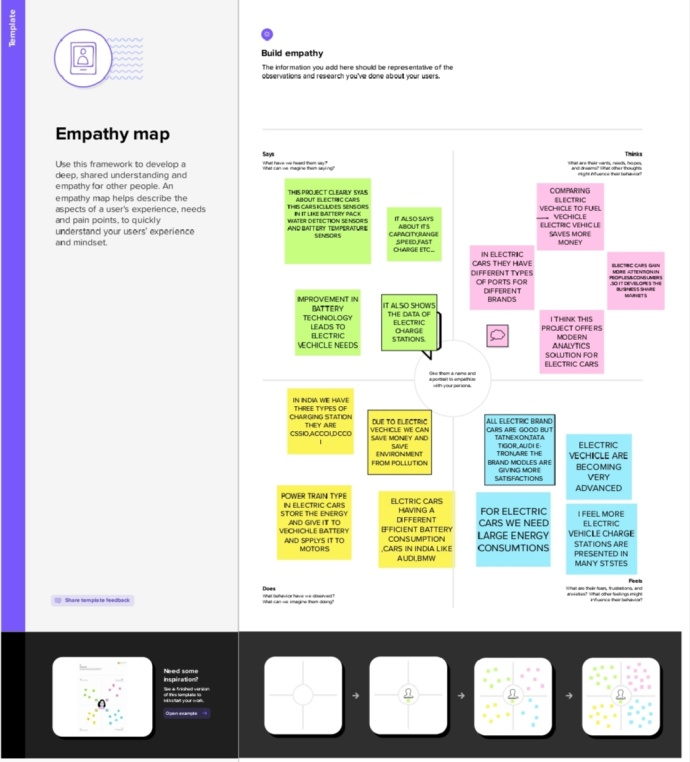 Template
Empathy map
Use this framework to develop a
deep, shared understanding and
empathy for other people. An
empathy map helps describe the
aspects of a user's experience, needs
and pain points, to quickly
understand your users' experience
and mindset.
Share template feedback
Build empathy
The information you add here should be representative of the
observations and research you've done about your users.
Says
What have we heard them say?
What can we imagine them saying?
THIS PROJECT CLEARLY SYAS
ABOUT ELECTRIC CARS
THIS CARS ICLUDES SENSORS
IN IT LIKE BATTERY PACK
WATER DETECTION SENSORS
AND BATTERY TEMPERATURE
SENSORS
IT ALSO SAYS
ABOUT ITS
CAPACITY,RANGE
,SPEED,FAST
CHARGE ETC...
IMPROVEMENT IN
BATTERY
TECHNOLOGY
LEADS TO
ELECTRIC
VECHICLE NEEDS
IT ALSO SHOWS
THE DATA OF
ELECTRIC
CHARGE
STATIONS.
Thinks
What are their wants, needs, hopes,
and dreams? What other thoughts
might influence their behavior?
COMPARING
ELECTRIC
VECHICLE TO FUEL
VECHICLE
ELECTRIC VEHICLE
SAVES MORE
MONEY
IN ELECTRIC
CARS THEY HAVE
DIFFERENT TYPES
OF PORTS FOR
DIFFERENT
BRANDS
ELECTRIC CARS GAIN
MORE ATTENTION IN
PEOPLES&CONSUMERS
,SO IT DEVELOPES THE
BUSINESS SHARE
MARKETS
I THINK THIS
PROJECT OFFERS
MODERN
ANALYTICS
SOLUTION FOR
ELECTRIC CARS
Give them a name and
a portrait to empathize
with your persona.
IN INDIA WE HAVE
THREE TYPES OF
CHARGING STATION
THEY ARE
DUE TO ELECTRIC
VECHICLE WE CAN
SAVE MONEY AND
SAVE
ENVIRONMENT
FROM POLLUTION
POWER TRAIN TYPE
IN ELECTRIC CARS
STORE THE ENERGY
AND GIVE IT TO
VEICHICHLE BATTERY
AND SPPLYS IT TO
MOTORS
ELCTRIC CARS
HAVING A
DIFFERENT
EFFICIENT BATTERY
CONSUMPTION
,CARS IN INDIA LIKE
AUDI,BMW
ALL ELECTRIC BRAND
CARS ARE GOOD BUT
TATNEXON,TATA
TIGOR,AUDI E-
TRON,ARE THE
BRAND MODLES ARE
GIVING MORE
SATISFACTIONS
ELECTRIC
VECHICLE ARE
BECOMING
VERY
ADVANCED
FOR ELECTRIC
CARS WE NEED
LARGE ENERGY
CONSUMTIONS
I FEEL MORE
ELECTRIC
VEHICLE CHARGE
STATIONS ARE
PRESENTED IN
MANY STSTES
Does
What behavior have we observed?
What can we imagine them doing?
Feels
What are their fears, frustrations, and
anxieties? What other feelings might
influence their behavior?
Need some
inspiration?
See a finished version
of this template to
kickstart your work.
Open example